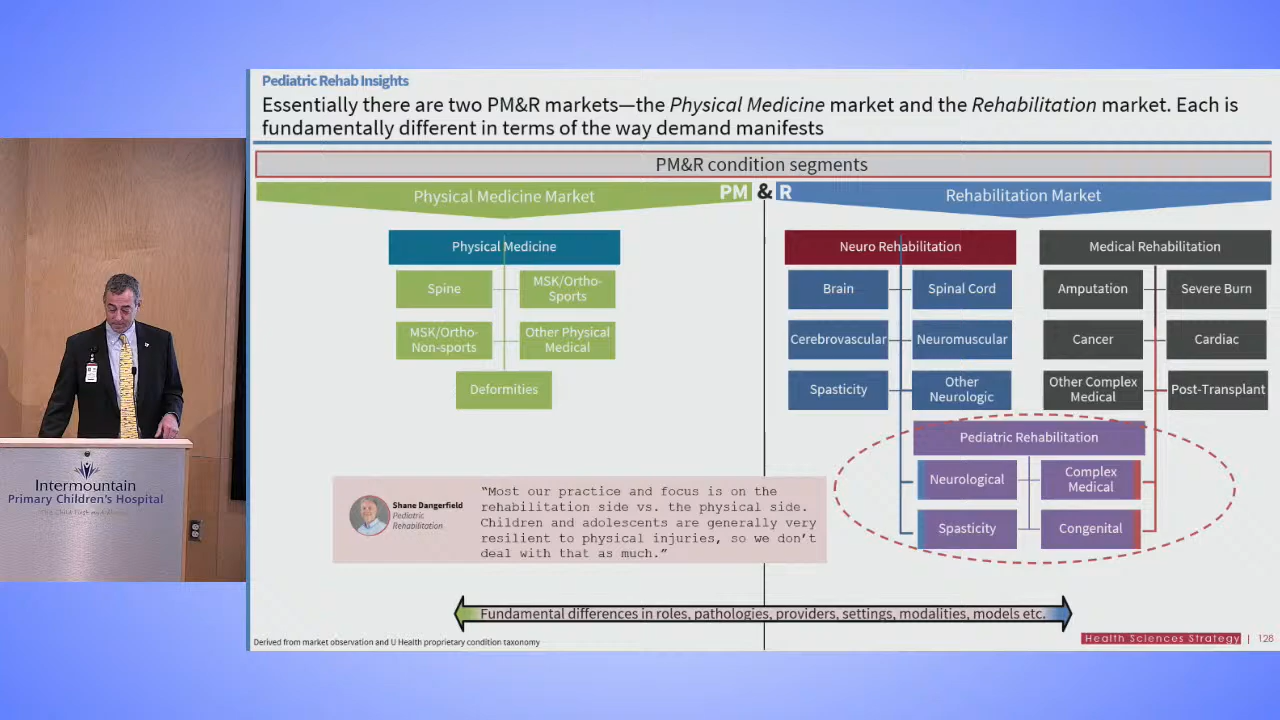 Pediatric Rehab Insights
Essentially there are two PM&R markets—the Physical Medicine market and the Rehabilitation market. Each is
fundamentally different in terms of the way demand manifests
PM&R condition segments
Physical Medicine Market
PM & R
Rehabilitation Market
Physical Medicine
Spine
MSK/Ortho-
Sports
MSK/Ortho-
Non-sports
Other Physical
Medical
Deformities
Neuro Rehabilitation
Brain
Spinal Cord
Cerebrovascular
Neuromuscular
Spasticity
Other
Neurologic
Medical Rehabilitation
Amputation
Severe Burn
Cancer
Cardiac
Other Complex
Medical
Post-Transplant
Pediatric Rehabilitation
Neurological
Complex
Medical
Spasticity
Congenital
Shane Dangerfield
Pediatric
Rehabilitation
“Most our practice and focus is on the
rehabilitation side vs. the physical side.
Children and adolescents are generally very
resilient to physical injuries, so we don’t
deal with that as much.”
Fundamental differences in roles, pathologies, providers, settings, modalities, models etc.
Derived from market observation and U Health proprietary condition taxonomy
Health Sciences Strategy | 128
Intermountain
Primary Children's Hospital